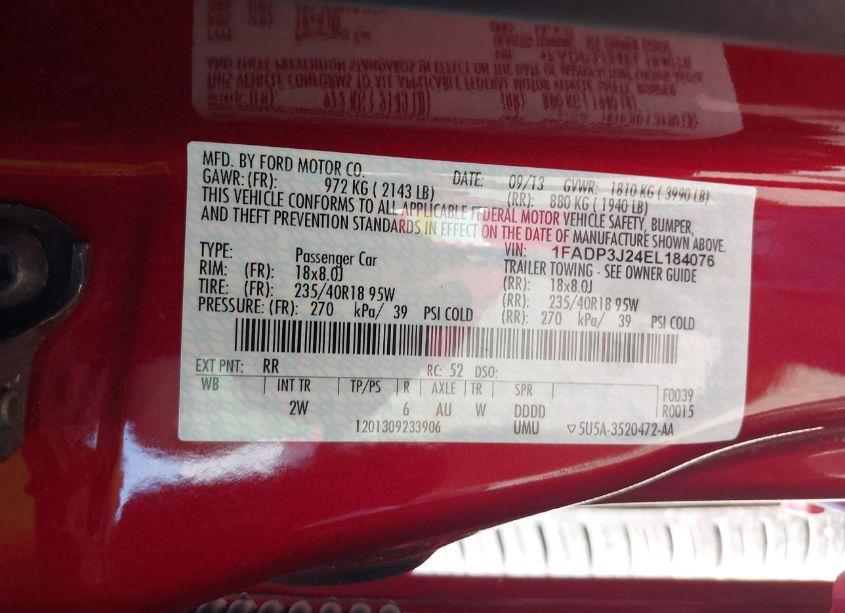 MFD. BY FORD MOTOR CO.
DATE: 09/13 GVWR: 1810 KG ( 3990 LB)
GAWR: (FR): 972 KG ( 2143 LB) (RR): 880 KG ( 1940 LB)
THIS VEHICLE CONFORMS TO ALL APPLICABLE FEDERAL MOTOR VEHICLE SAFETY, BUMPER,
AND THEFT PREVENTION STANDARDS IN EFFECT ON THE DATE OF MANUFACTURE SHOWN ABOVE.
VIN: 1FADP3J24EL184076
TYPE: Passenger Car TRAILER TOWING - SEE OWNER GUIDE
RIM: (FR): 18x8.0J (RR): 18x8.0J
TIRE: (FR): 235/40R18 95W (RR): 235/40R18 95W
PRESSURE: (FR): 270 kPa/ 39 PSI COLD (RR): 270 kPa/ 39 PSI COLD
EXT PNT: RR RC: 52 DSO:
WB INT TR TP/PS R AXLE TR SPR F0039
2W 6 AU W DDDD R0015
1201309233906 UMU ▽5U5A-3520472-AA